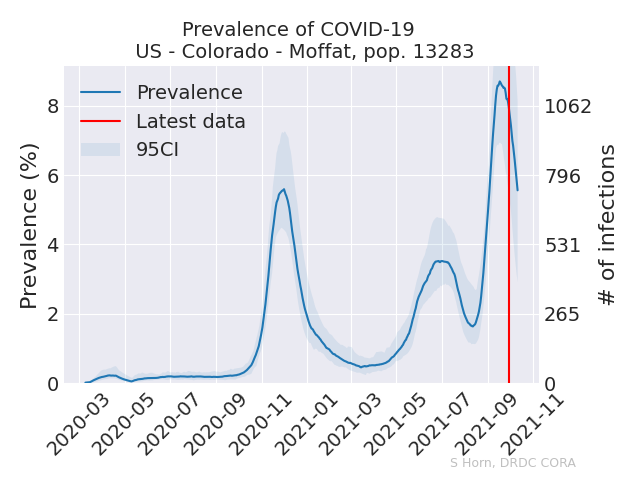 Prevalence of COVID-19
US - Colorado - Moffat, pop. 13283
Prevalence
Latest data
95CI
Prevalence (%)
8
6
4
2
0
1062
796
531
265
0
# of infections
2020-03
2020-05
2020-07
2020-09
2020-11
2021-01
2021-03
2021-05
2021-07
2021-09
2021-11
S Horn, DRDC CORA